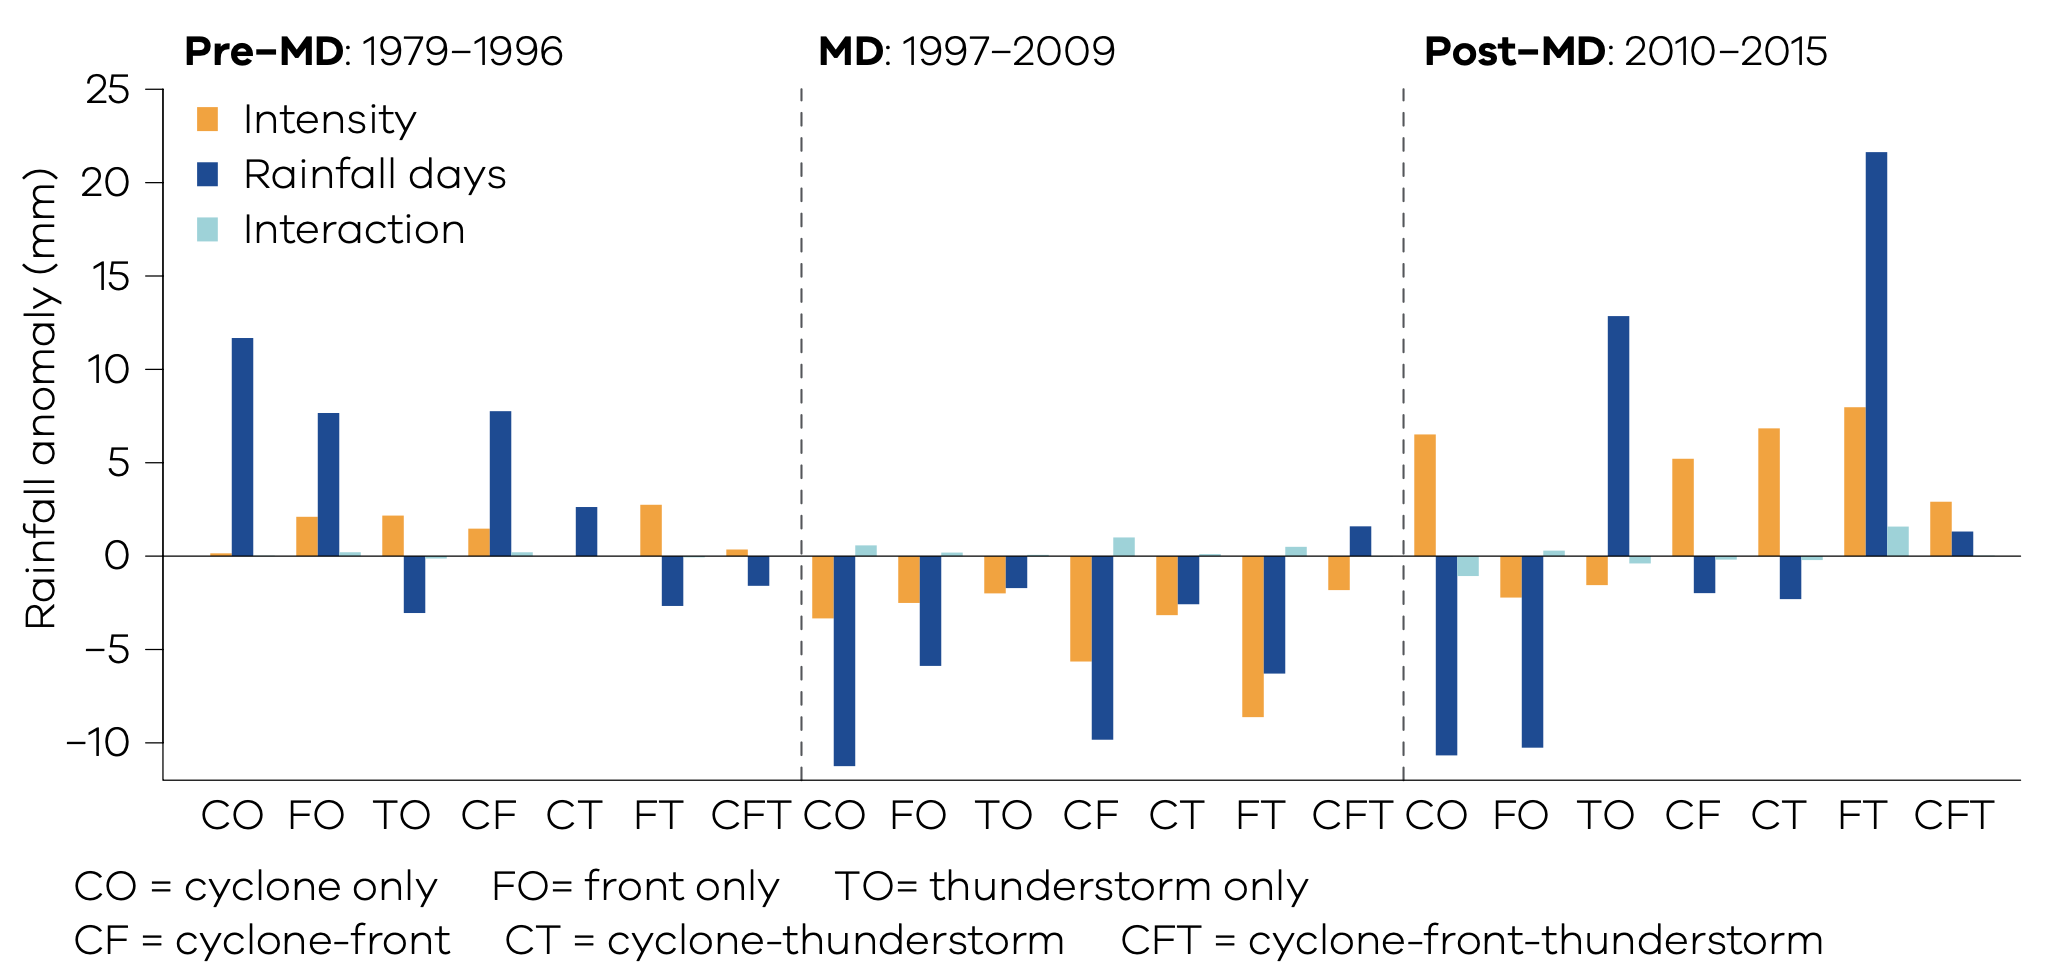 Pre–MD: 1979–1996 MD: 1997–2009 Post–MD: 2010–2015
25
20
15
10
5
0
–5
–10
Rainfall anomaly (mm)
Intensity
Rainfall days
Interaction
CO FO TO CF CT FT CFT CO FO TO CF CT FT CFT CO FO TO CF CT FT CFT
CO = cyclone only FO= front only TO= thunderstorm only
CF = cyclone-front CT = cyclone-thunderstorm CFT = cyclone-front-thunderstorm